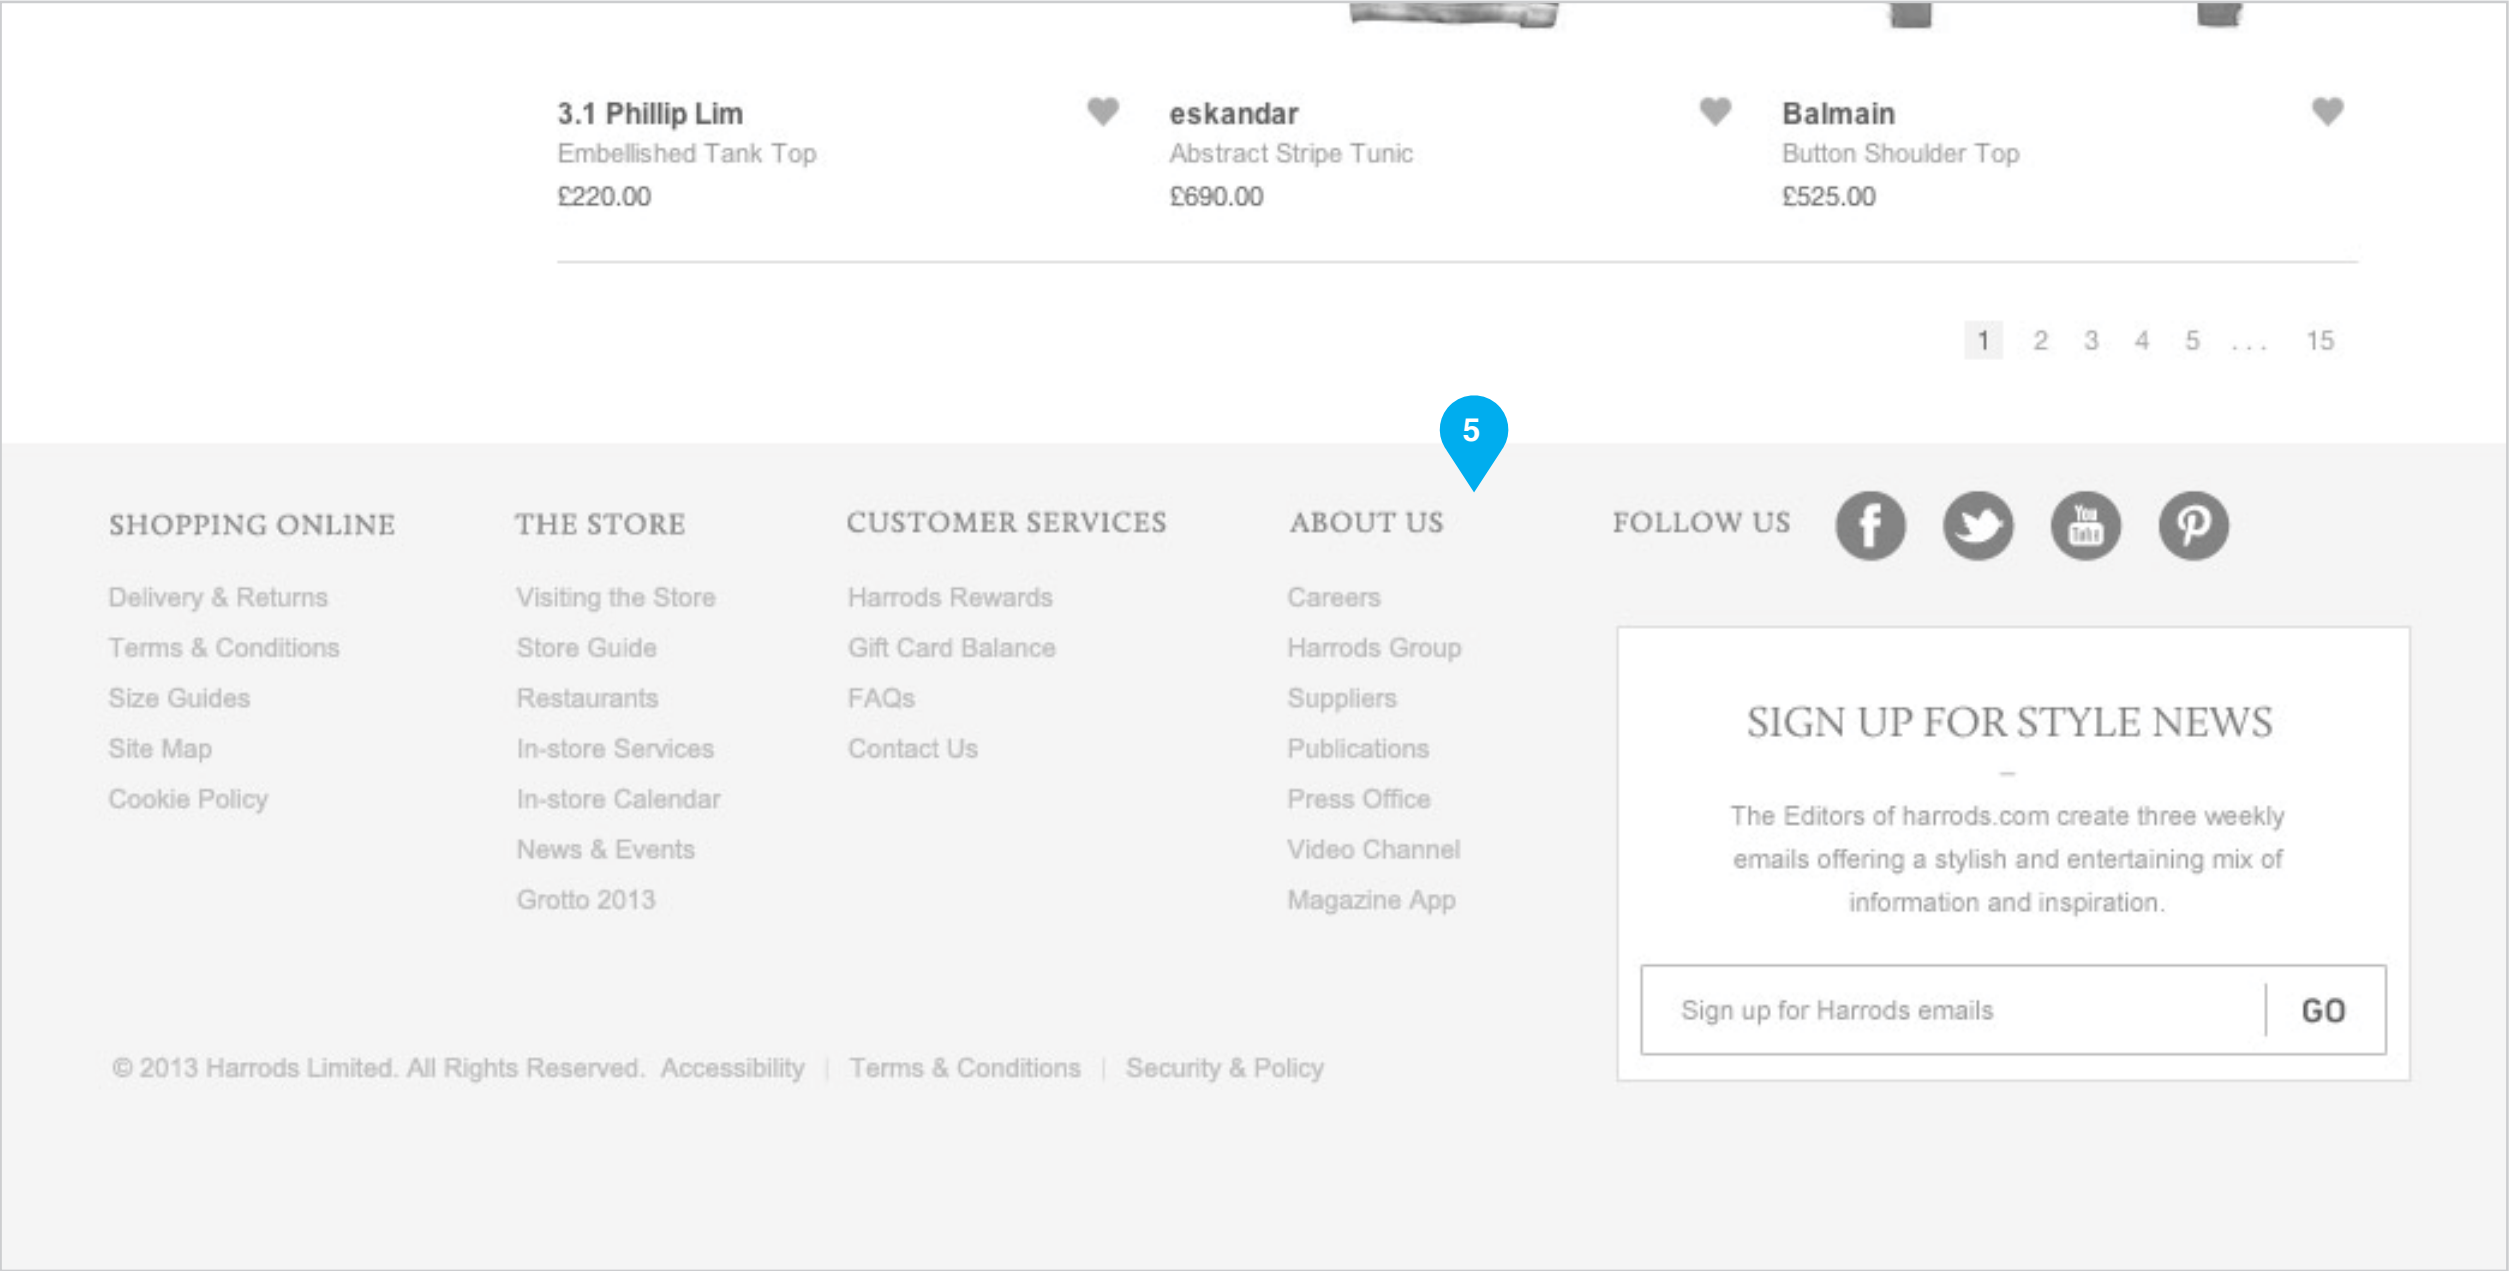 3.1 Phillip Lim
Embellished Tank Top
£220.00
eskandar
Abstract Stripe Tunic
£690.00
Balmain
Button Shoulder Top
£525.00
1 2 3 4 5 ... 15
5
SHOPPING ONLINE
Delivery & Returns
Terms & Conditions
Size Guides
Site Map
Cookie Policy
THE STORE
Visiting the Store
Store Guide
Restaurants
In-store Services
In-store Calendar
News & Events
Grotto 2013
CUSTOMER SERVICES
Harrods Rewards
Gift Card Balance
FAQs
Contact Us
ABOUT US
Careers
Harrods Group
Suppliers
Publications
Press Office
Video Channel
Magazine App
FOLLOW US
You
Tube
SIGN UP FOR STYLE NEWS
–
The Editors of harrods.com create three weekly
emails offering a stylish and entertaining mix of
information and inspiration.
Sign up for Harrods emails | GO
© 2013 Harrods Limited. All Rights Reserved. Accessibility | Terms & Conditions | Security & Policy